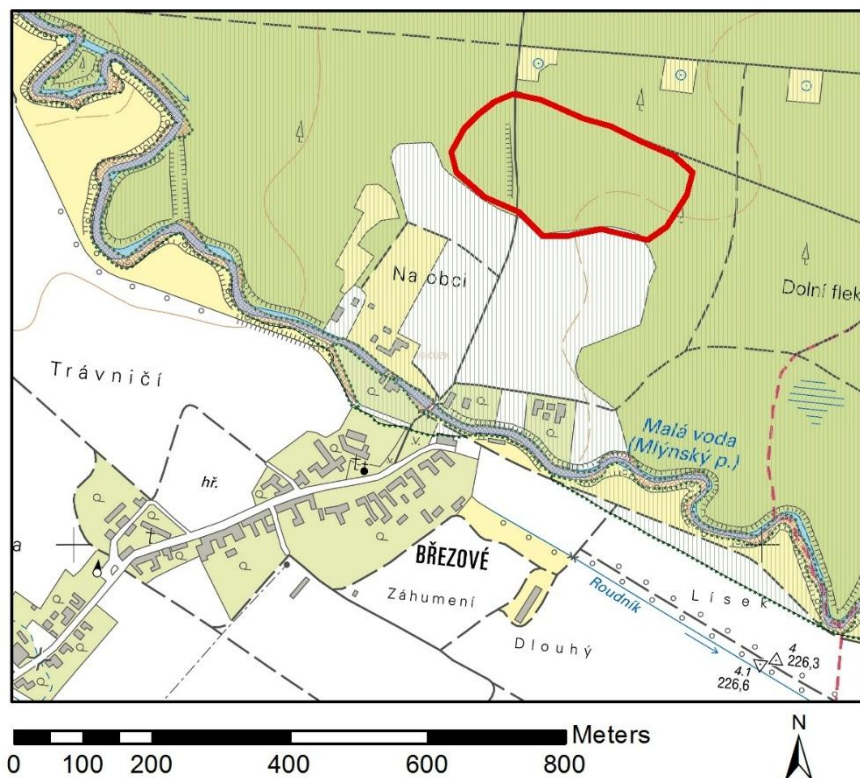 Na obci
Dolní flek
Trávničí
Malá voda
(Mlýnský p.)
hř.
a
BŘEZOVÉ
Záhumení
Roudník
Lísek
Dlouhý
4
226,3
4.1
226,6
Meters
0 100 200 400 600 800
N